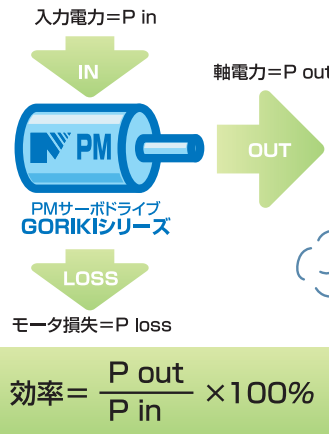 入力電力=P in
IN
軸電力=P out
OUT
PM
PMサーボドライブ
GORIKIシリーズ
LOSS
モータ損失=P loss
効率= P out
P in ×100%